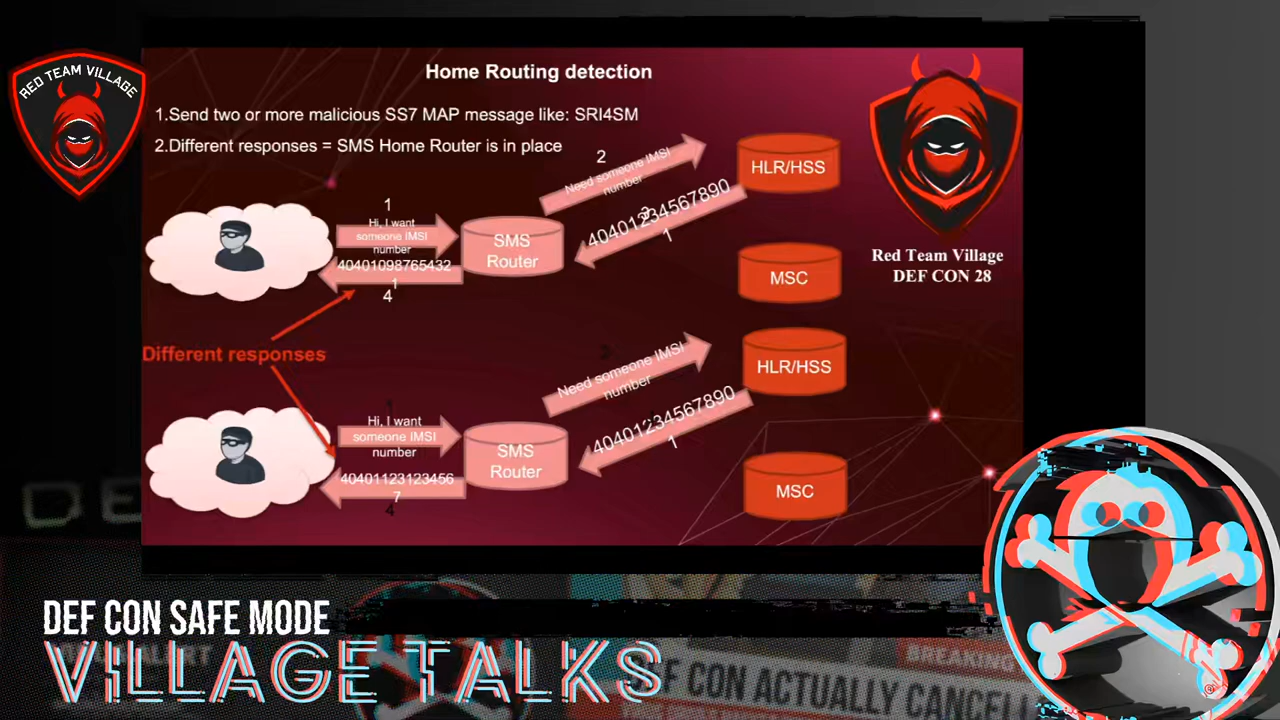 RED TEAM VILLAGE
Home Routing detection
1.Send two or more malicious SS7 MAP message like: SRI4SM
2.Different responses = SMS Home Router is in place
1
Hi, I want
someone IMSI
number
40401098765432
1
4
SMS
Router
2
Need someone IMSI
number
3
40401234567890
1
HLR/HSS
MSC
Red Team Village
DEF CON 28
Different responses
Hi, I want
someone IMSI
number
40401123123456
7
4
SMS
Router
Need someone IMSI
number
40401234567890
1
HLR/HSS
MSC
DEF CON SAFE MODE
VILLAGE TALKS
BREAKING
DEF CON ACTUALLY CANCELL